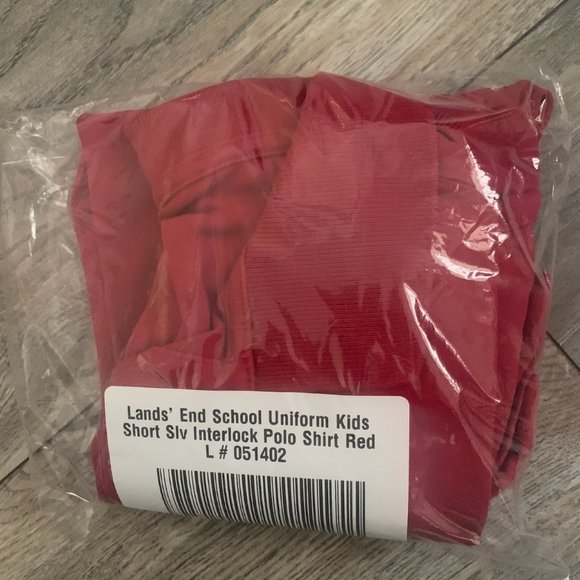 Lands' End School Uniform Kids
Short Slv Interlock Polo Shirt Red
L # 051402